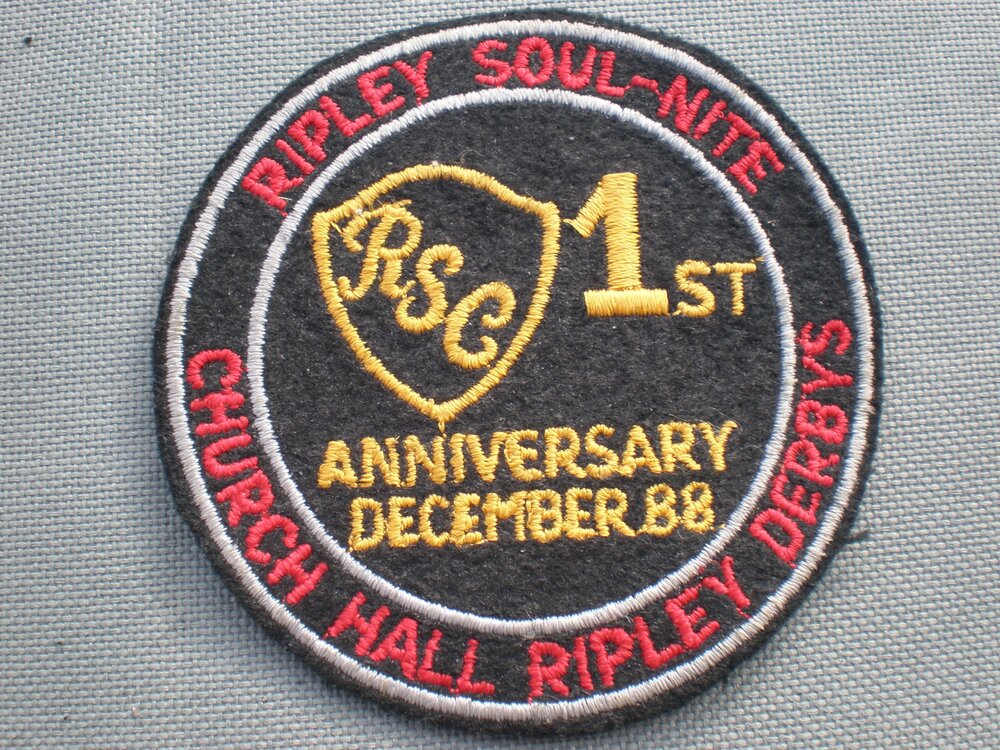 RIPLEY SOUL-NITE
RSC
1ST
ANNIVERSARY
DECEMBER.88.
CHURCH HALL RIPLEY DERBYS